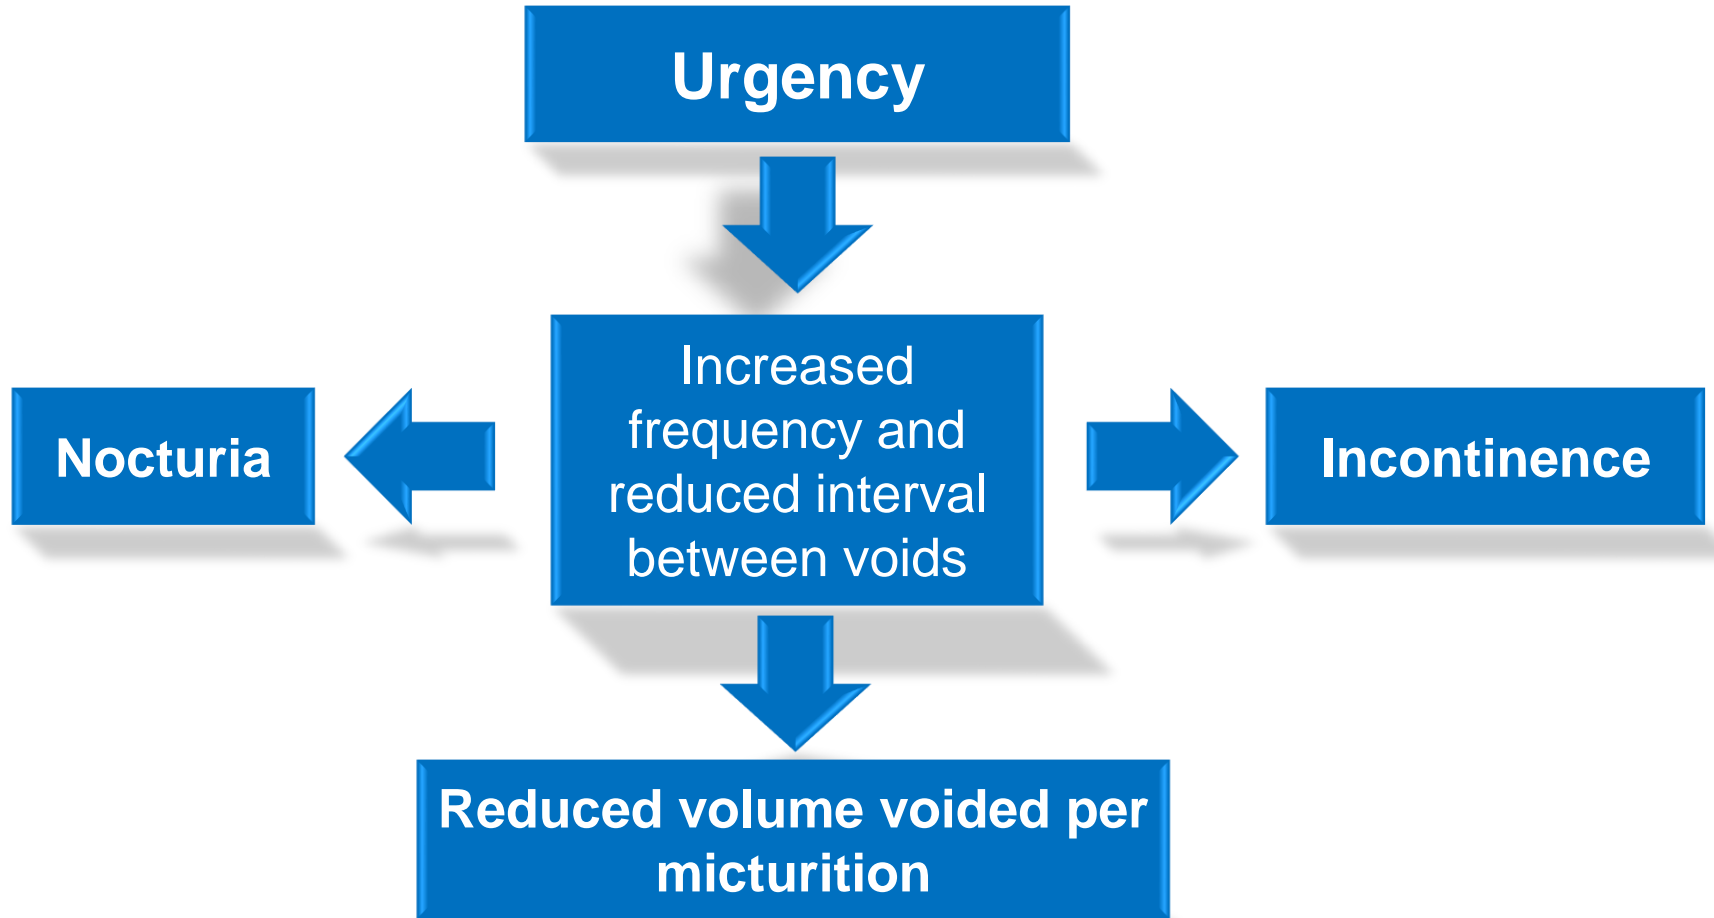 Urgency
Increased
frequency and
reduced interval
between voids
Nocturia
Incontinence
Reduced volume voided per
micturition